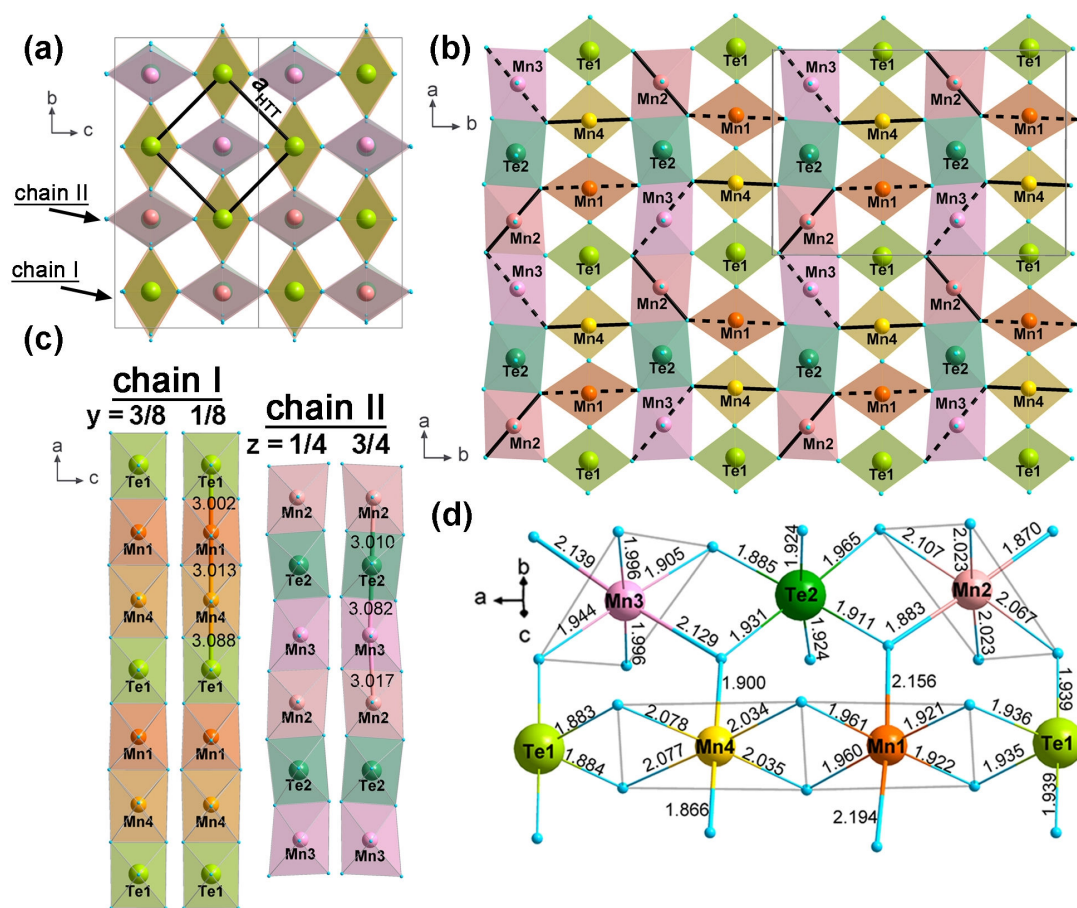 (a)
b
c
a HTT
chain II
chain I
(b)
a
b
Mn3 Te1 Mn2 Te1 Mn3 Te1 Mn2 Te1
Mn4 Mn1 Mn4 Mn1
Te2 Te2 Te2 Te2
Mn1 Mn4 Mn1 Mn4
Mn2 Mn3 Mn2 Mn3
Te1 Te1 Te1 Te1
Mn3 Mn2 Mn3 Mn2
Mn4 Mn1 Mn4 Mn1
Te2 Te2 Te2 Te2
Mn1 Mn4 Mn1 Mn4
Mn2 Mn3 Mn2 Mn3
Te1 Te1 Te1 Te1
a
b
(c)
chain I
y = 3/8 1/8
a
c
Te1 Te1
3.002
Mn1 Mn1
3.013
Mn4 Mn4
3.088
Te1 Te1
Mn1 Mn1
Mn4 Mn4
Te1 Te1
chain II
z = 1/4 3/4
Mn2 Mn2
3.010
Te2 Te2
3.082
Mn3 Mn3
3.017
Mn2 Mn2
Te2 Te2
Mn3 Mn3
(d)
b
a
c
2.139 1.996 1.905 1.885 1.924 1.965 2.107 2.023 1.870
Mn3 Te2 Mn2
1.944 1.996 2.129 1.931 1.924 1.911 1.883 2.023 2.067
1.900 2.156 1.939
1.883 2.078 2.034 1.961 1.921 1.936
Te1 Mn4 Mn1 Te1
1.884 2.077 2.035 1.960 1.922 1.935
1.866 2.194 1.939